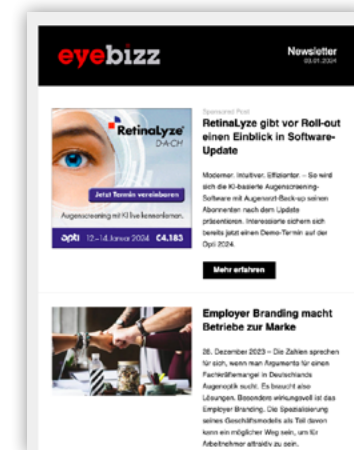 eyebizz
Newsletter
03.01.2024
Sponsored Post
RetinaLyze gibt vor Roll-out
einen Einblick in Software-
Update
RetinaLyze
D-A-CH
Jetzt Termin vereinbaren
Augenscreening mit KI live kennenlernen.
opti 12–14. Januar 2024 C4.183
Moderner. Intuitiver. Effizienter. – So wird
sich die KI-basierte Augenscreening-
Software mit Augenarzt-Back-up seinen
Abonnenten nach dem Update
präsentieren. Interessierte sichern sich
bereits jetzt einen Demo-Termin auf der
Opti 2024.
Mehr erfahren
Employer Branding macht
Betriebe zur Marke
28. Dezember 2023 – Die Zahlen sprechen
für sich, wenn man Argumente für einen
Fachkräftemangel in Deutschlands
Augenoptik sucht. Es braucht also
Lösungen. Besonders wirkungsvoll ist das
Employer Branding. Die Spezialisierung
seines Geschäftsmodells als Teil davon
kann ein möglicher Weg sein, um für
Arbeitnehmer attraktiv zu sein.